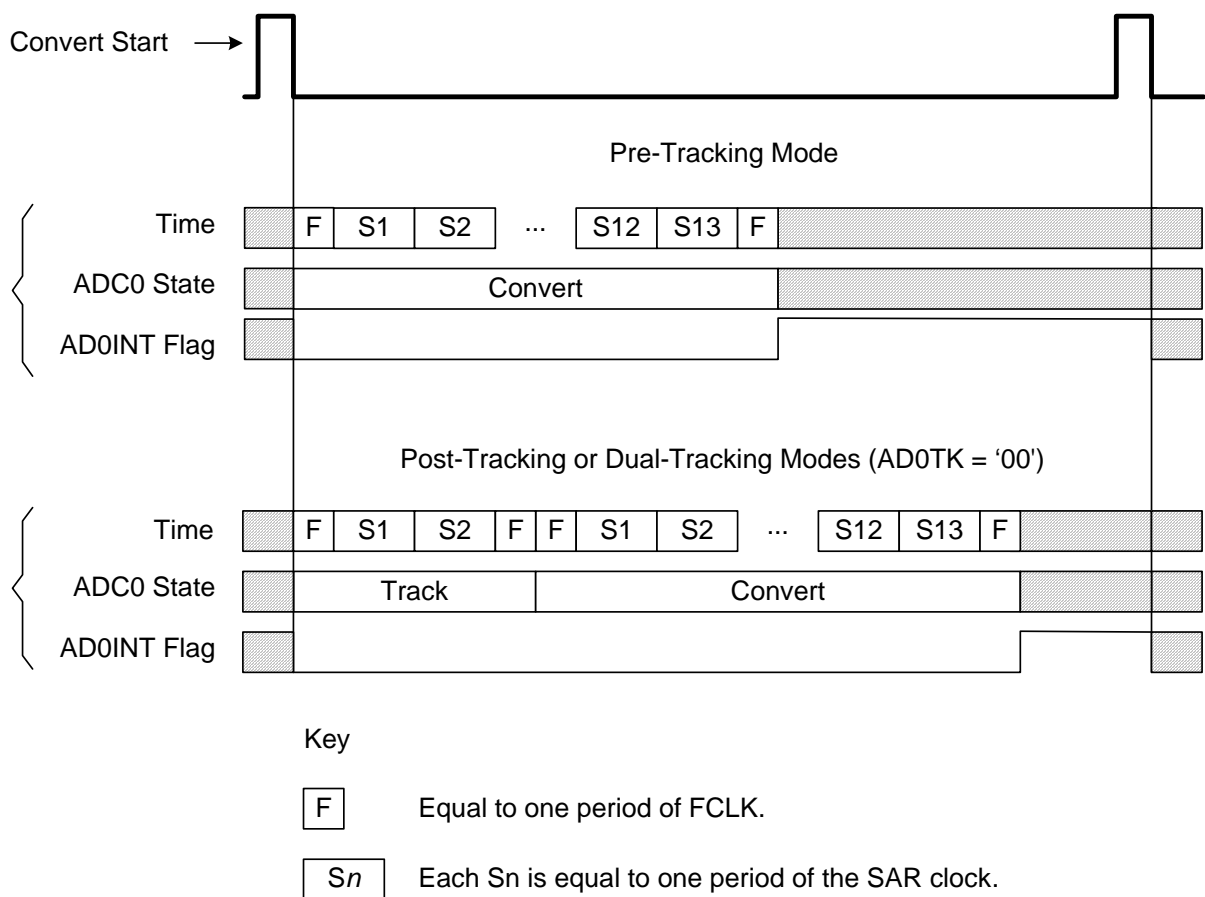 Convert Start
Pre-Tracking Mode
Time F S1 S2 ... S12 S13 F
ADC0 State Convert
AD0INT Flag
Post-Tracking or Dual-Tracking Modes (AD0TK = ‘00')
Time F S1 S2 F F S1 S2 ... S12 S13 F
ADC0 State Track Convert
AD0INT Flag
Key
F Equal to one period of FCLK.
Sn Each Sn is equal to one period of the SAR clock.